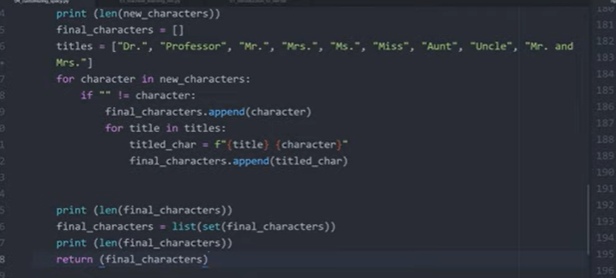 print (len(new_characters))
final_characters = []
titles = ["Dr.", "Professor", "Mr.", "Mrs.", "Ms.", "Miss", "Aunt", "Uncle", "Mr. and
Mrs."]
for character in new_characters:
if "" != character:
final_characters.append(character)
for title in titles:
titled_char = f"{title} {character}"
final_characters.append(titled_char)
print (len(final_characters))
final_characters = list(set(final_characters))
print (len(final_characters))
return (final_characters)